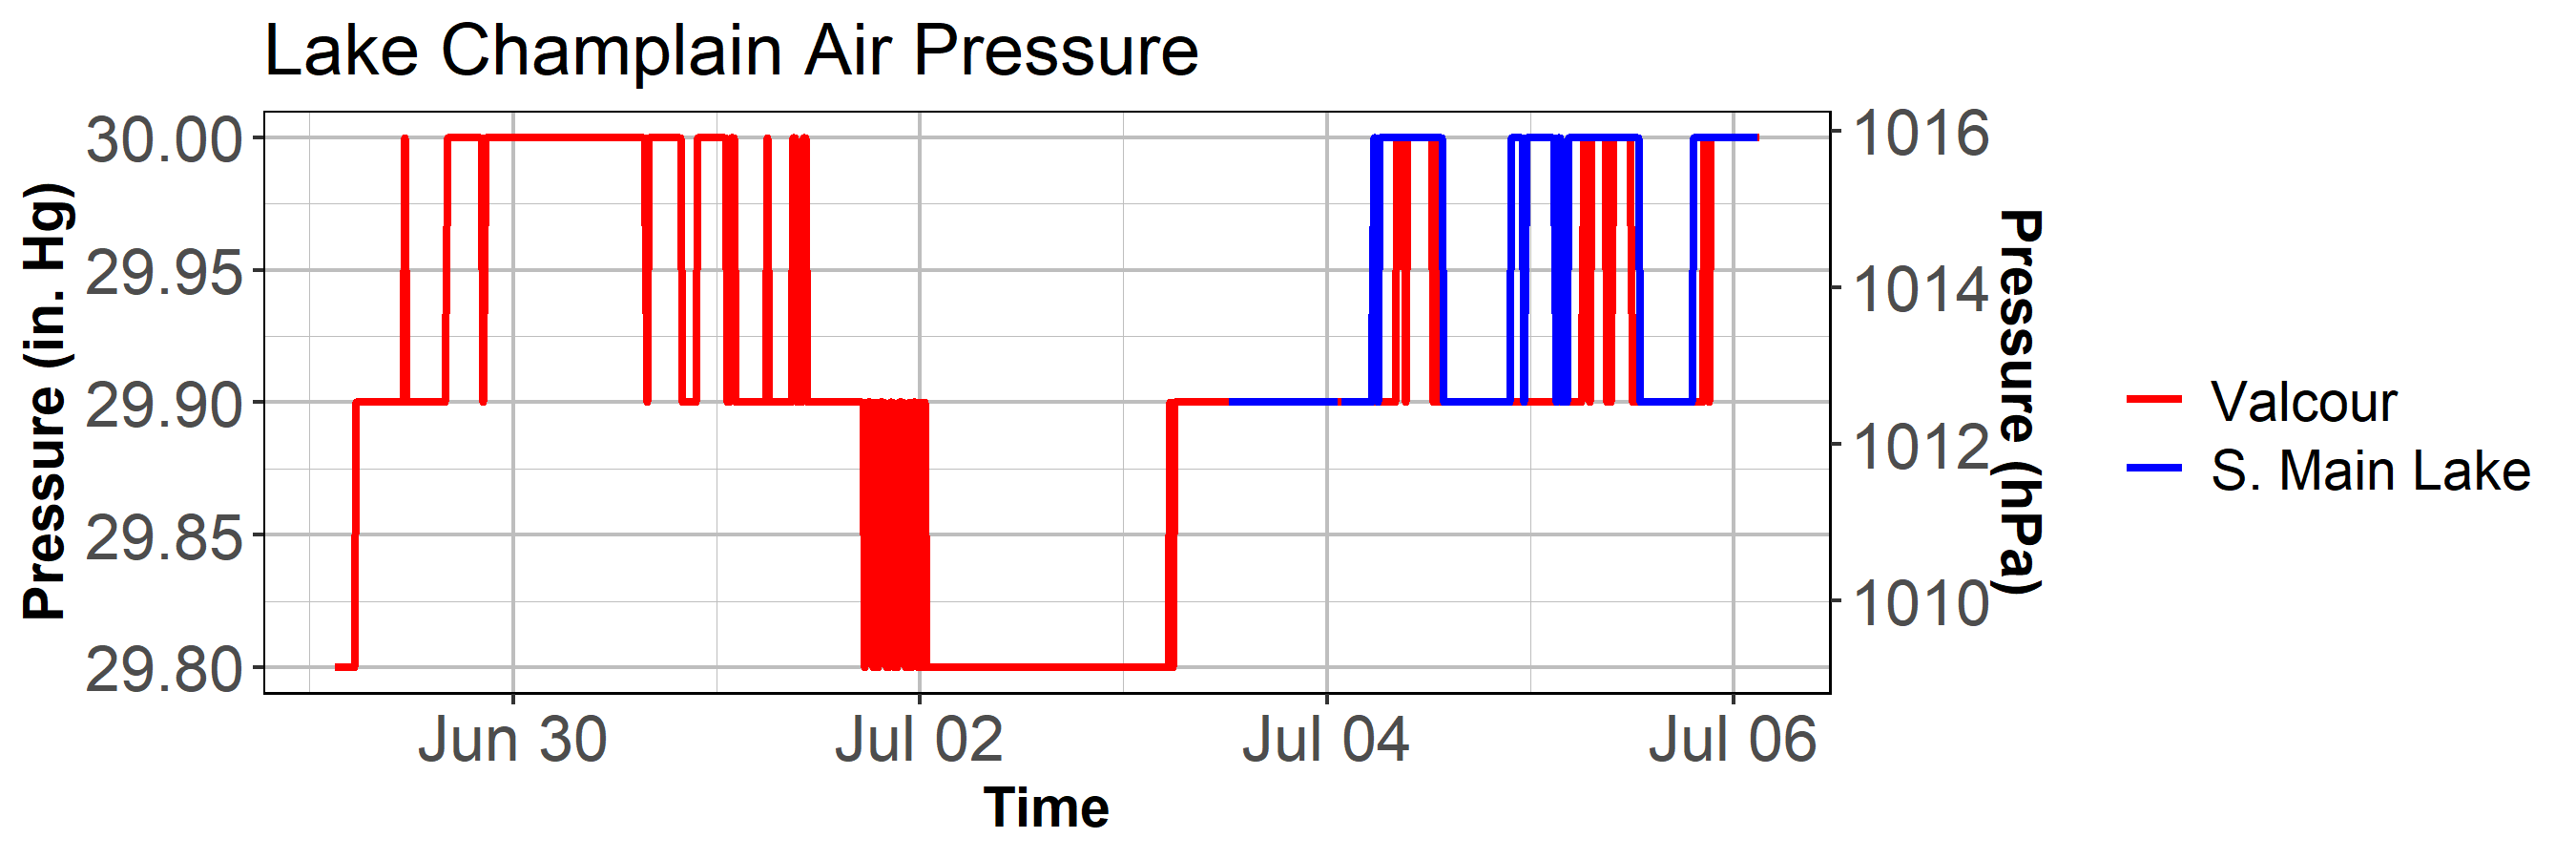 Lake Champlain Air Pressure
Pressure (in. Hg)
30.00
29.95
29.90
29.85
29.80
1016
1014
1012
1010
Pressure (hPa)
Jun 30
Jul 02
Jul 04
Jul 06
Time
Valcour
S. Main Lake